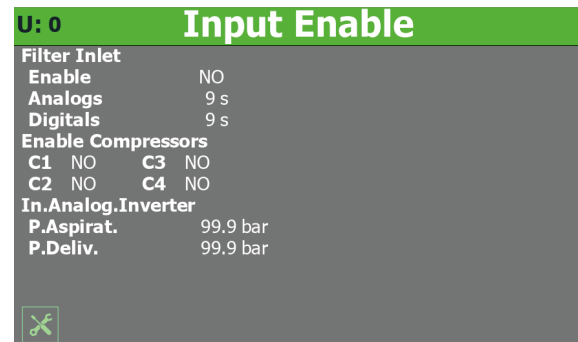 U: 0 Input Enable
Filter Inlet
Enable NO
Analogs 9 s
Digitals 9 s
Enable Compressors
C1 NO C3 NO
C2 NO C4 NO
In.Analog.Inverter
P.Aspirat. 99.9 bar
P.Deliv. 99.9 bar